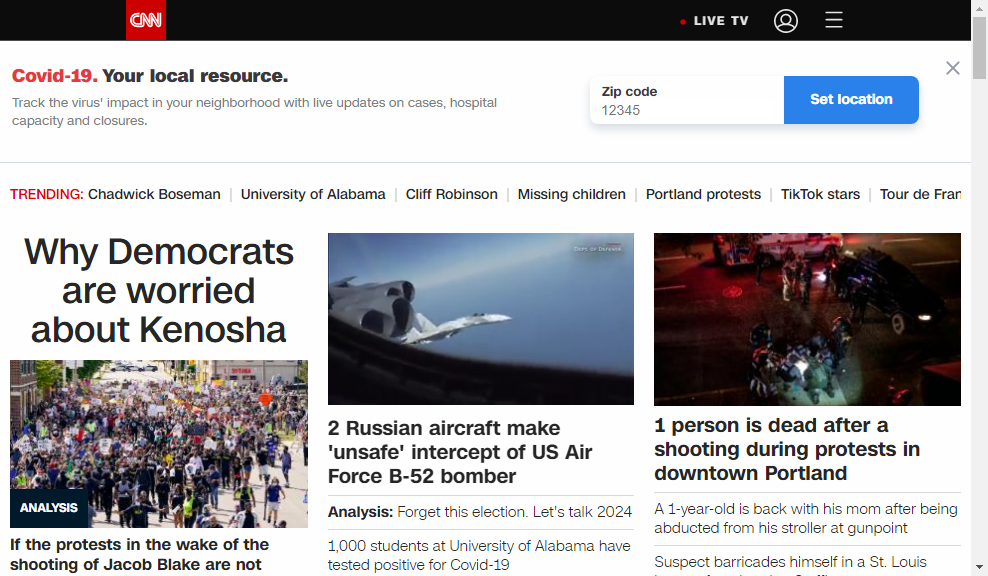 CNN
LIVE TV
Covid-19. Your local resource.
Track the virus' impact in your neighborhood with live updates on cases, hospital
capacity and closures.
Zip code
12345
Set location
TRENDING: Chadwick Boseman | University of Alabama | Cliff Robinson | Missing children | Portland protests | TikTok stars | Tour de Fran
Why Democrats
are worried
about Kenosha
ANALYSIS
If the protests in the wake of the
shooting of Jacob Blake are not
2 Russian aircraft make
'unsafe' intercept of US Air
Force B-52 bomber
Analysis: Forget this election. Let's talk 2024
1,000 students at University of Alabama have
tested positive for Covid-19
1 person is dead after a
shooting during protests in
downtown Portland
A 1-year-old is back with his mom after being
abducted from his stroller at gunpoint
Suspect barricades himself in a St. Louis